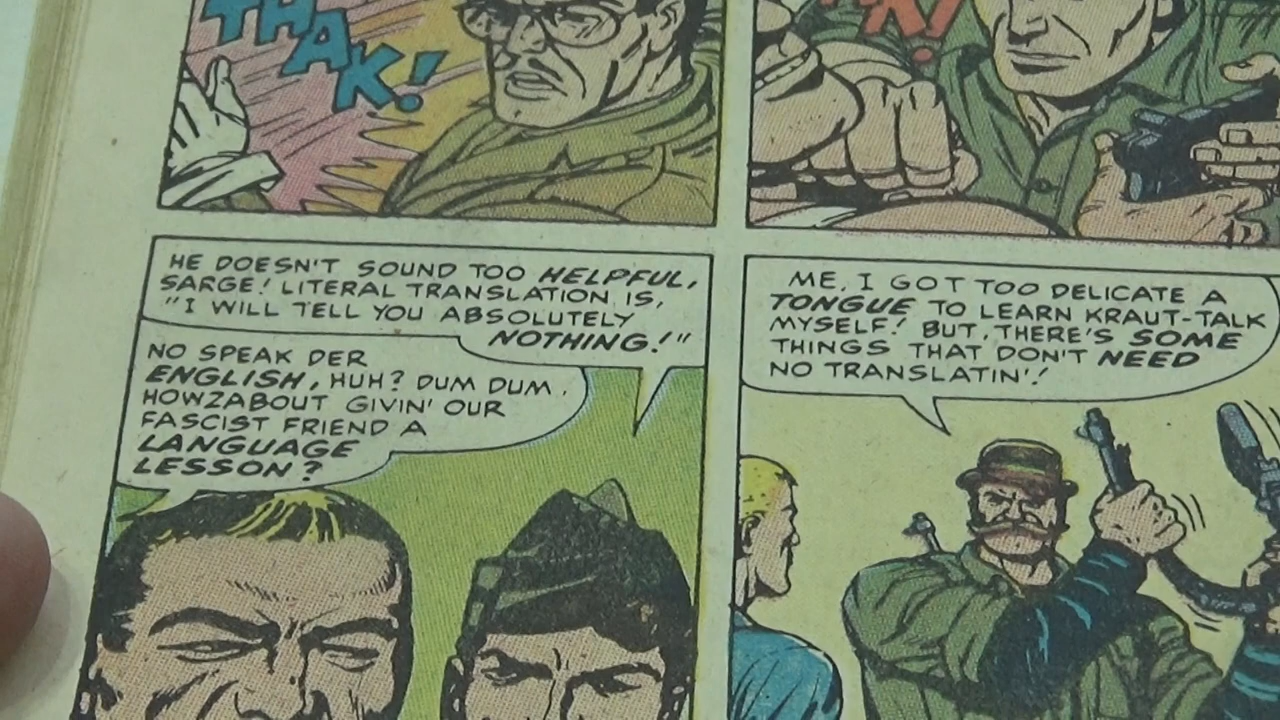 THAK!
HE DOESN'T SOUND TOO HELPFUL,
SARGE! LITERAL TRANSLATION IS,
"I WILL TELL YOU ABSOLUTELY
NOTHING!"
NO SPEAK DER
ENGLISH, HUH? DUM DUM,
HOWZABOUT GIVIN' OUR
FASCIST FRIEND A
LANGUAGE
LESSON?
ME, I GOT TOO DELICATE A
TONGUE TO LEARN KRAUT-TALK
MYSELF! BUT, THERE'S SOME
THINGS THAT DON'T NEED
NO TRANSLATIN'!